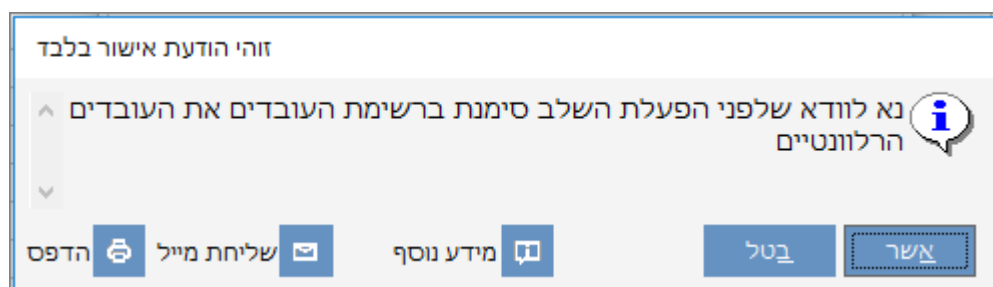 זוהי הודעת אישור בלבד
נא לוודא שלפני הפעלת השלב סימנת ברשימת העובדים את העובדים
הרלוונטיים
אשר בטל מידע נוסף שליחת מייל הדפס